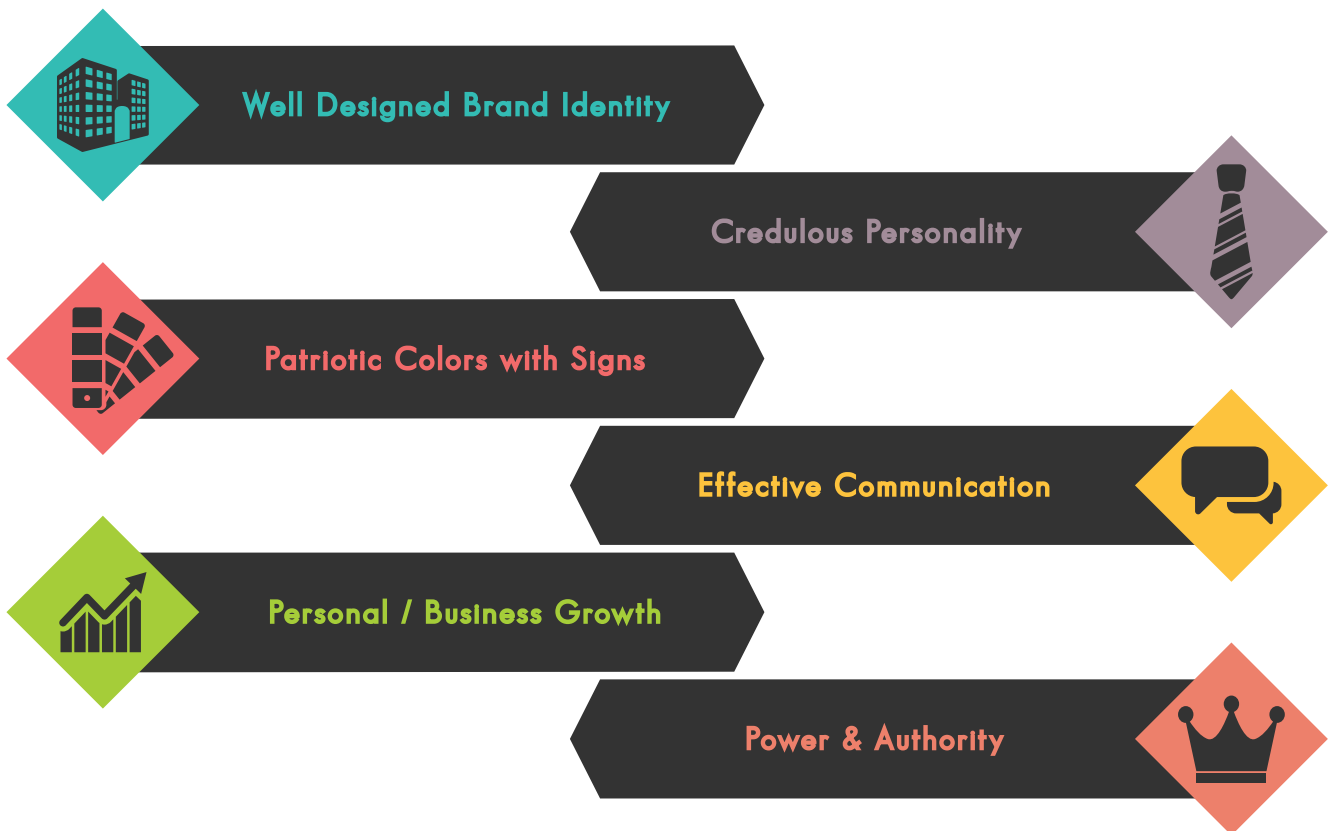 Well Designed Brand Identity
Credulous Personality
Patriotic Colors with Signs
Effective Communication
Personal / Business Growth
Power & Authority